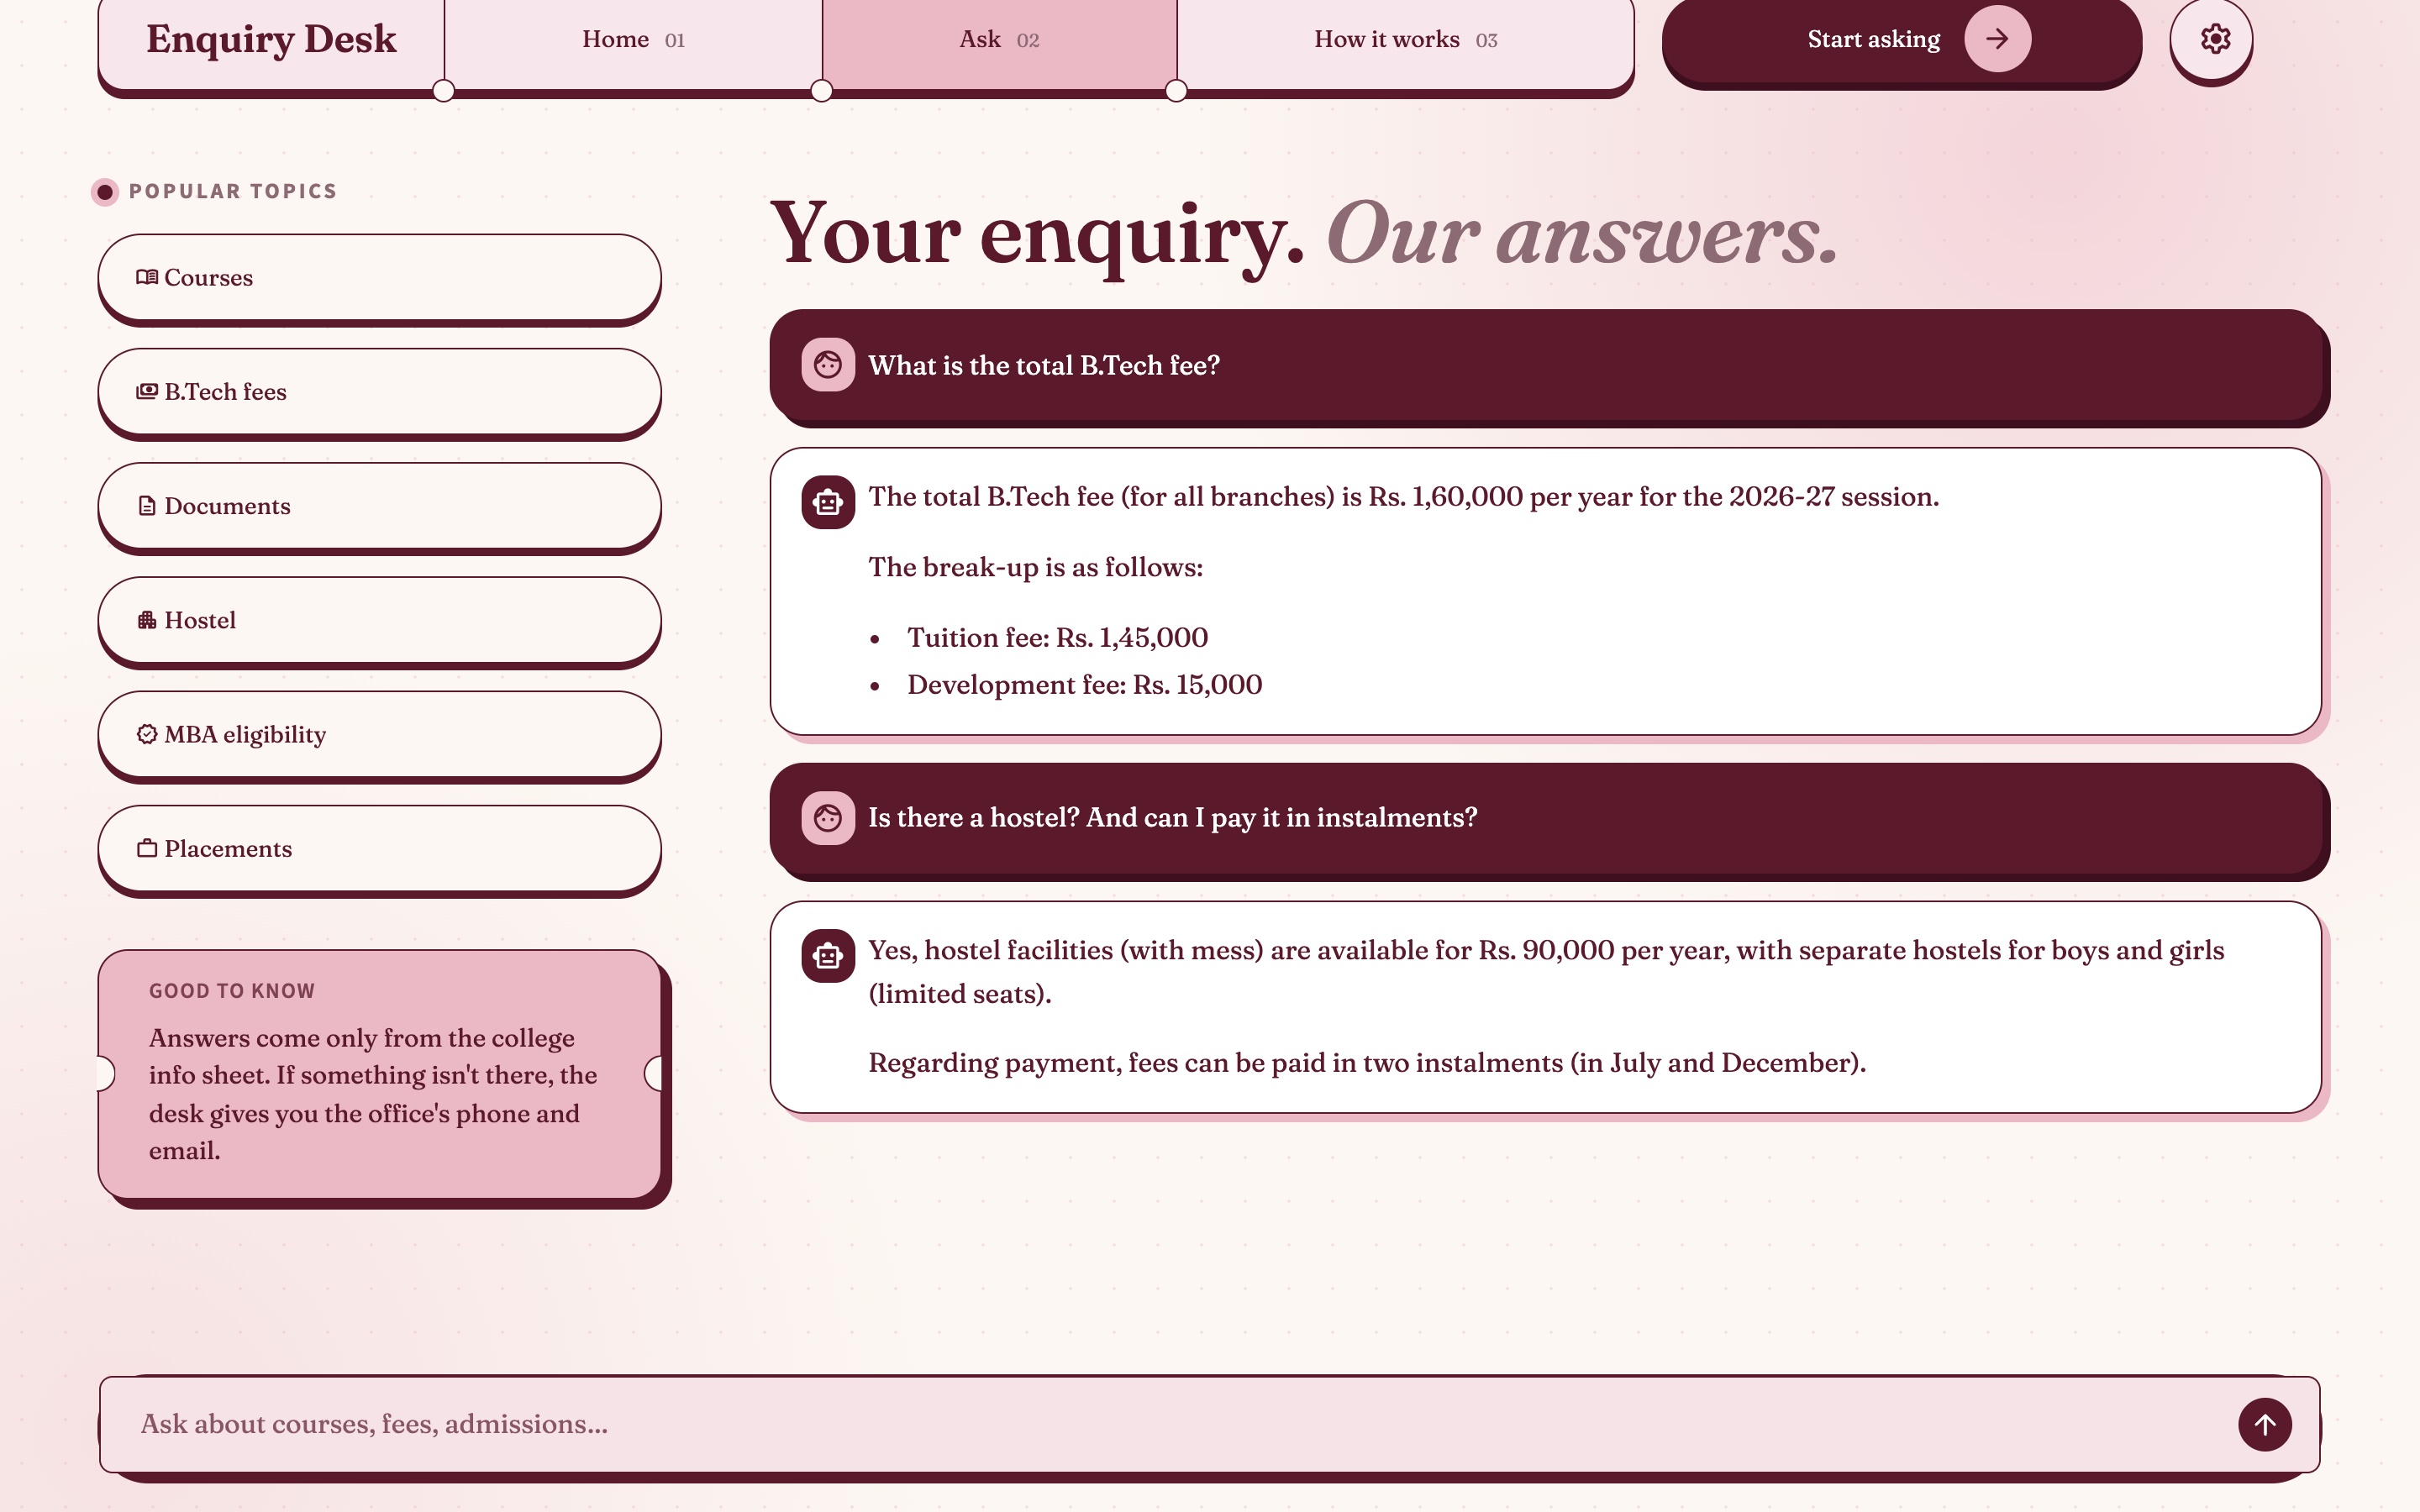 Enquiry Desk
Home 01
Ask 02
How it works 03
Start asking
POPULAR TOPICS
Courses
B.Tech fees
Documents
Hostel
MBA eligibility
Placements
GOOD TO KNOW
Answers come only from the college
info sheet. If something isn't there, the
desk gives you the office's phone and
email.
Your enquiry. Our answers.
What is the total B.Tech fee?
The total B.Tech fee (for all branches) is Rs. 1,60,000 per year for the 2026-27 session.
The break-up is as follows:
• Tuition fee: Rs. 1,45,000
• Development fee: Rs. 15,000
Is there a hostel? And can I pay it in instalments?
Yes, hostel facilities (with mess) are available for Rs. 90,000 per year, with separate hostels for boys and girls
(limited seats).
Regarding payment, fees can be paid in two instalments (in July and December).
Ask about courses, fees, admissions...